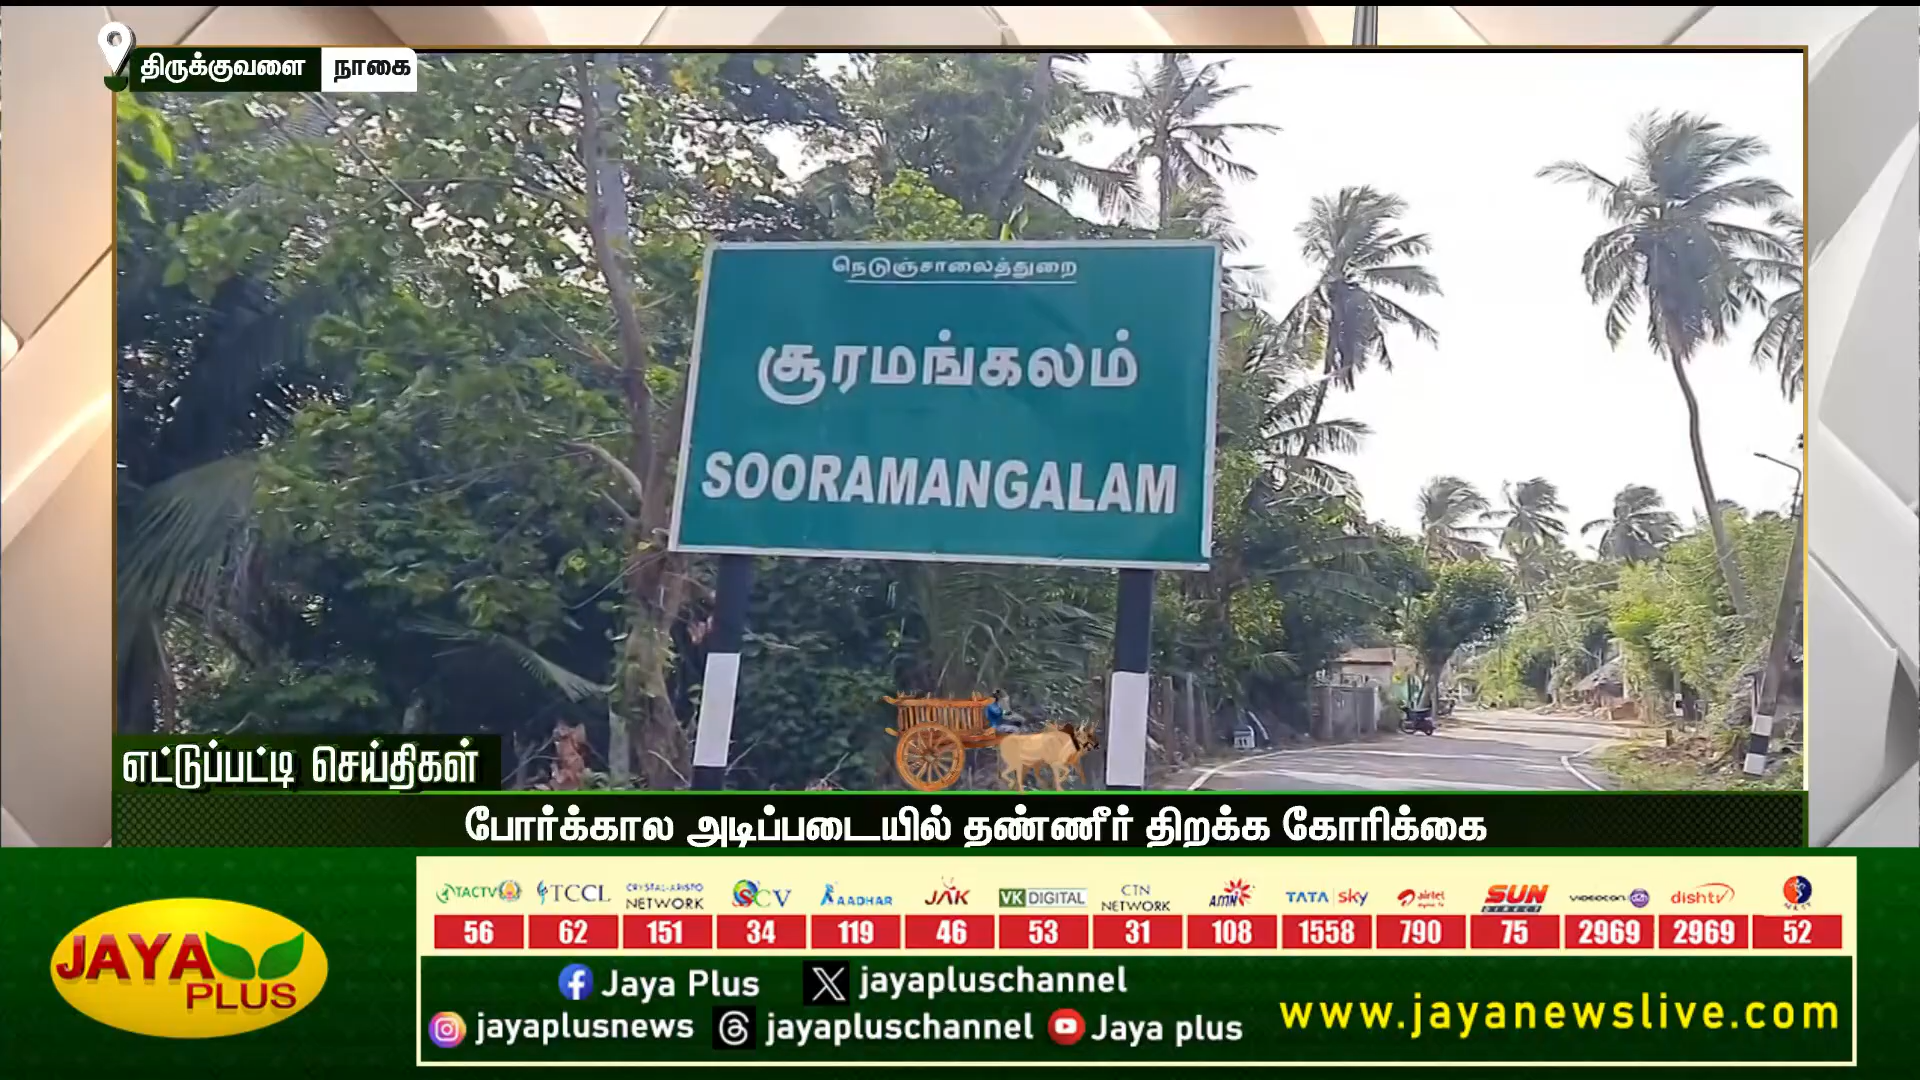 திருக்குவளை நாகை
நெடுஞ்சாலைத்துறை
சூரமங்கலம்
SOORAMANGALAM
எட்டுப்பட்டி செய்திகள்
போர்க்கால அடிப்படையில் தண்ணீர் திறக்க கோரிக்கை
TACTV TCCL CRYSTAL-ARISTO NETWORK SCV AADHAR JAK VK DIGITAL CTN NETWORK AMN TATA sky airtel SUN DIRECT VIDEOCON d2h dishtv
56 62 151 34 119 46 53 31 108 1558 790 75 2969 2969 52
JAYA PLUS
Jaya Plus jayapluschannel
jayaplusnews jayapluschannel Jaya plus
www.jayanewslive.com